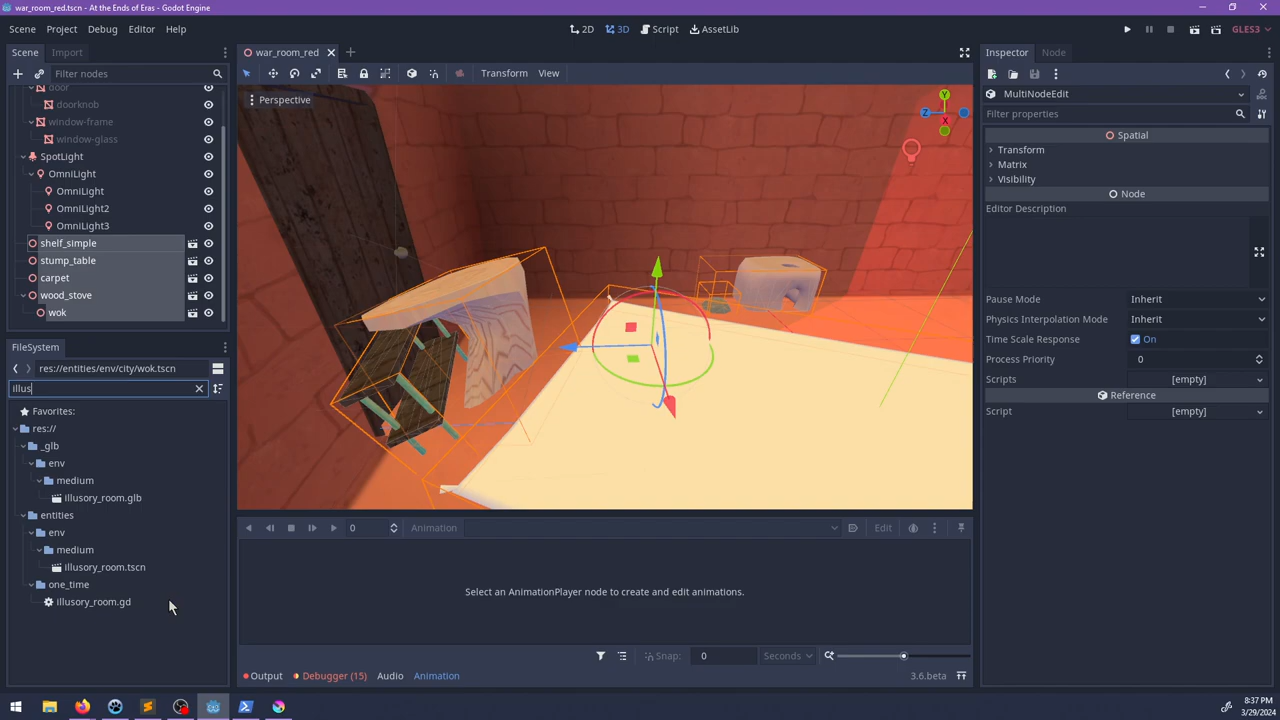 war_room_red.tscn - At the Ends of Eras - Godot Engine
Scene Project Debug Editor Help
2D 3D Script AssetLib
GLES3
Scene Import
Filter nodes
door
doorknob
window-frame
window-glass
SpotLight
OmniLight
OmniLight
OmniLight2
OmniLight3
shelf_simple
stump_table
carpet
wood_stove
wok
FileSystem
res://entities/env/city/wok.tscn
illus
Favorites:
res://
_glb
env
medium
illusory_room.glb
entities
env
medium
illusory_room.tscn
one_time
illusory_room.gd
war_room_red
Transform View
Perspective
Y
Z
X
0 Animation Edit
Select an AnimationPlayer node to create and edit animations.
Snap: 0 Seconds
Output Debugger (15) Audio Animation 3.6.beta
Inspector Node
MultiNodeEdit
Filter properties
Spatial
Transform
Matrix
Visibility
Node
Editor Description
Pause Mode Inherit
Physics Interpolation Mode Inherit
Time Scale Response On
Process Priority 0
Scripts [empty]
Reference
Script [empty]
8:37 PM
3/29/2024